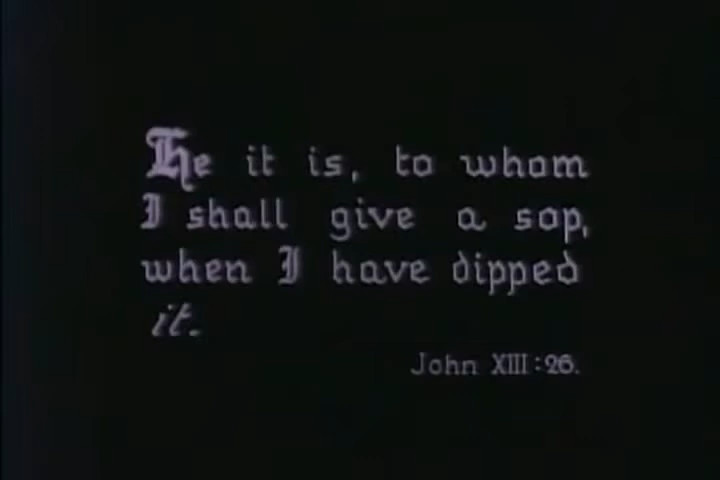 He it is, to whom
I shall give a sop,
when I have dipped
it.
John XIII:26.